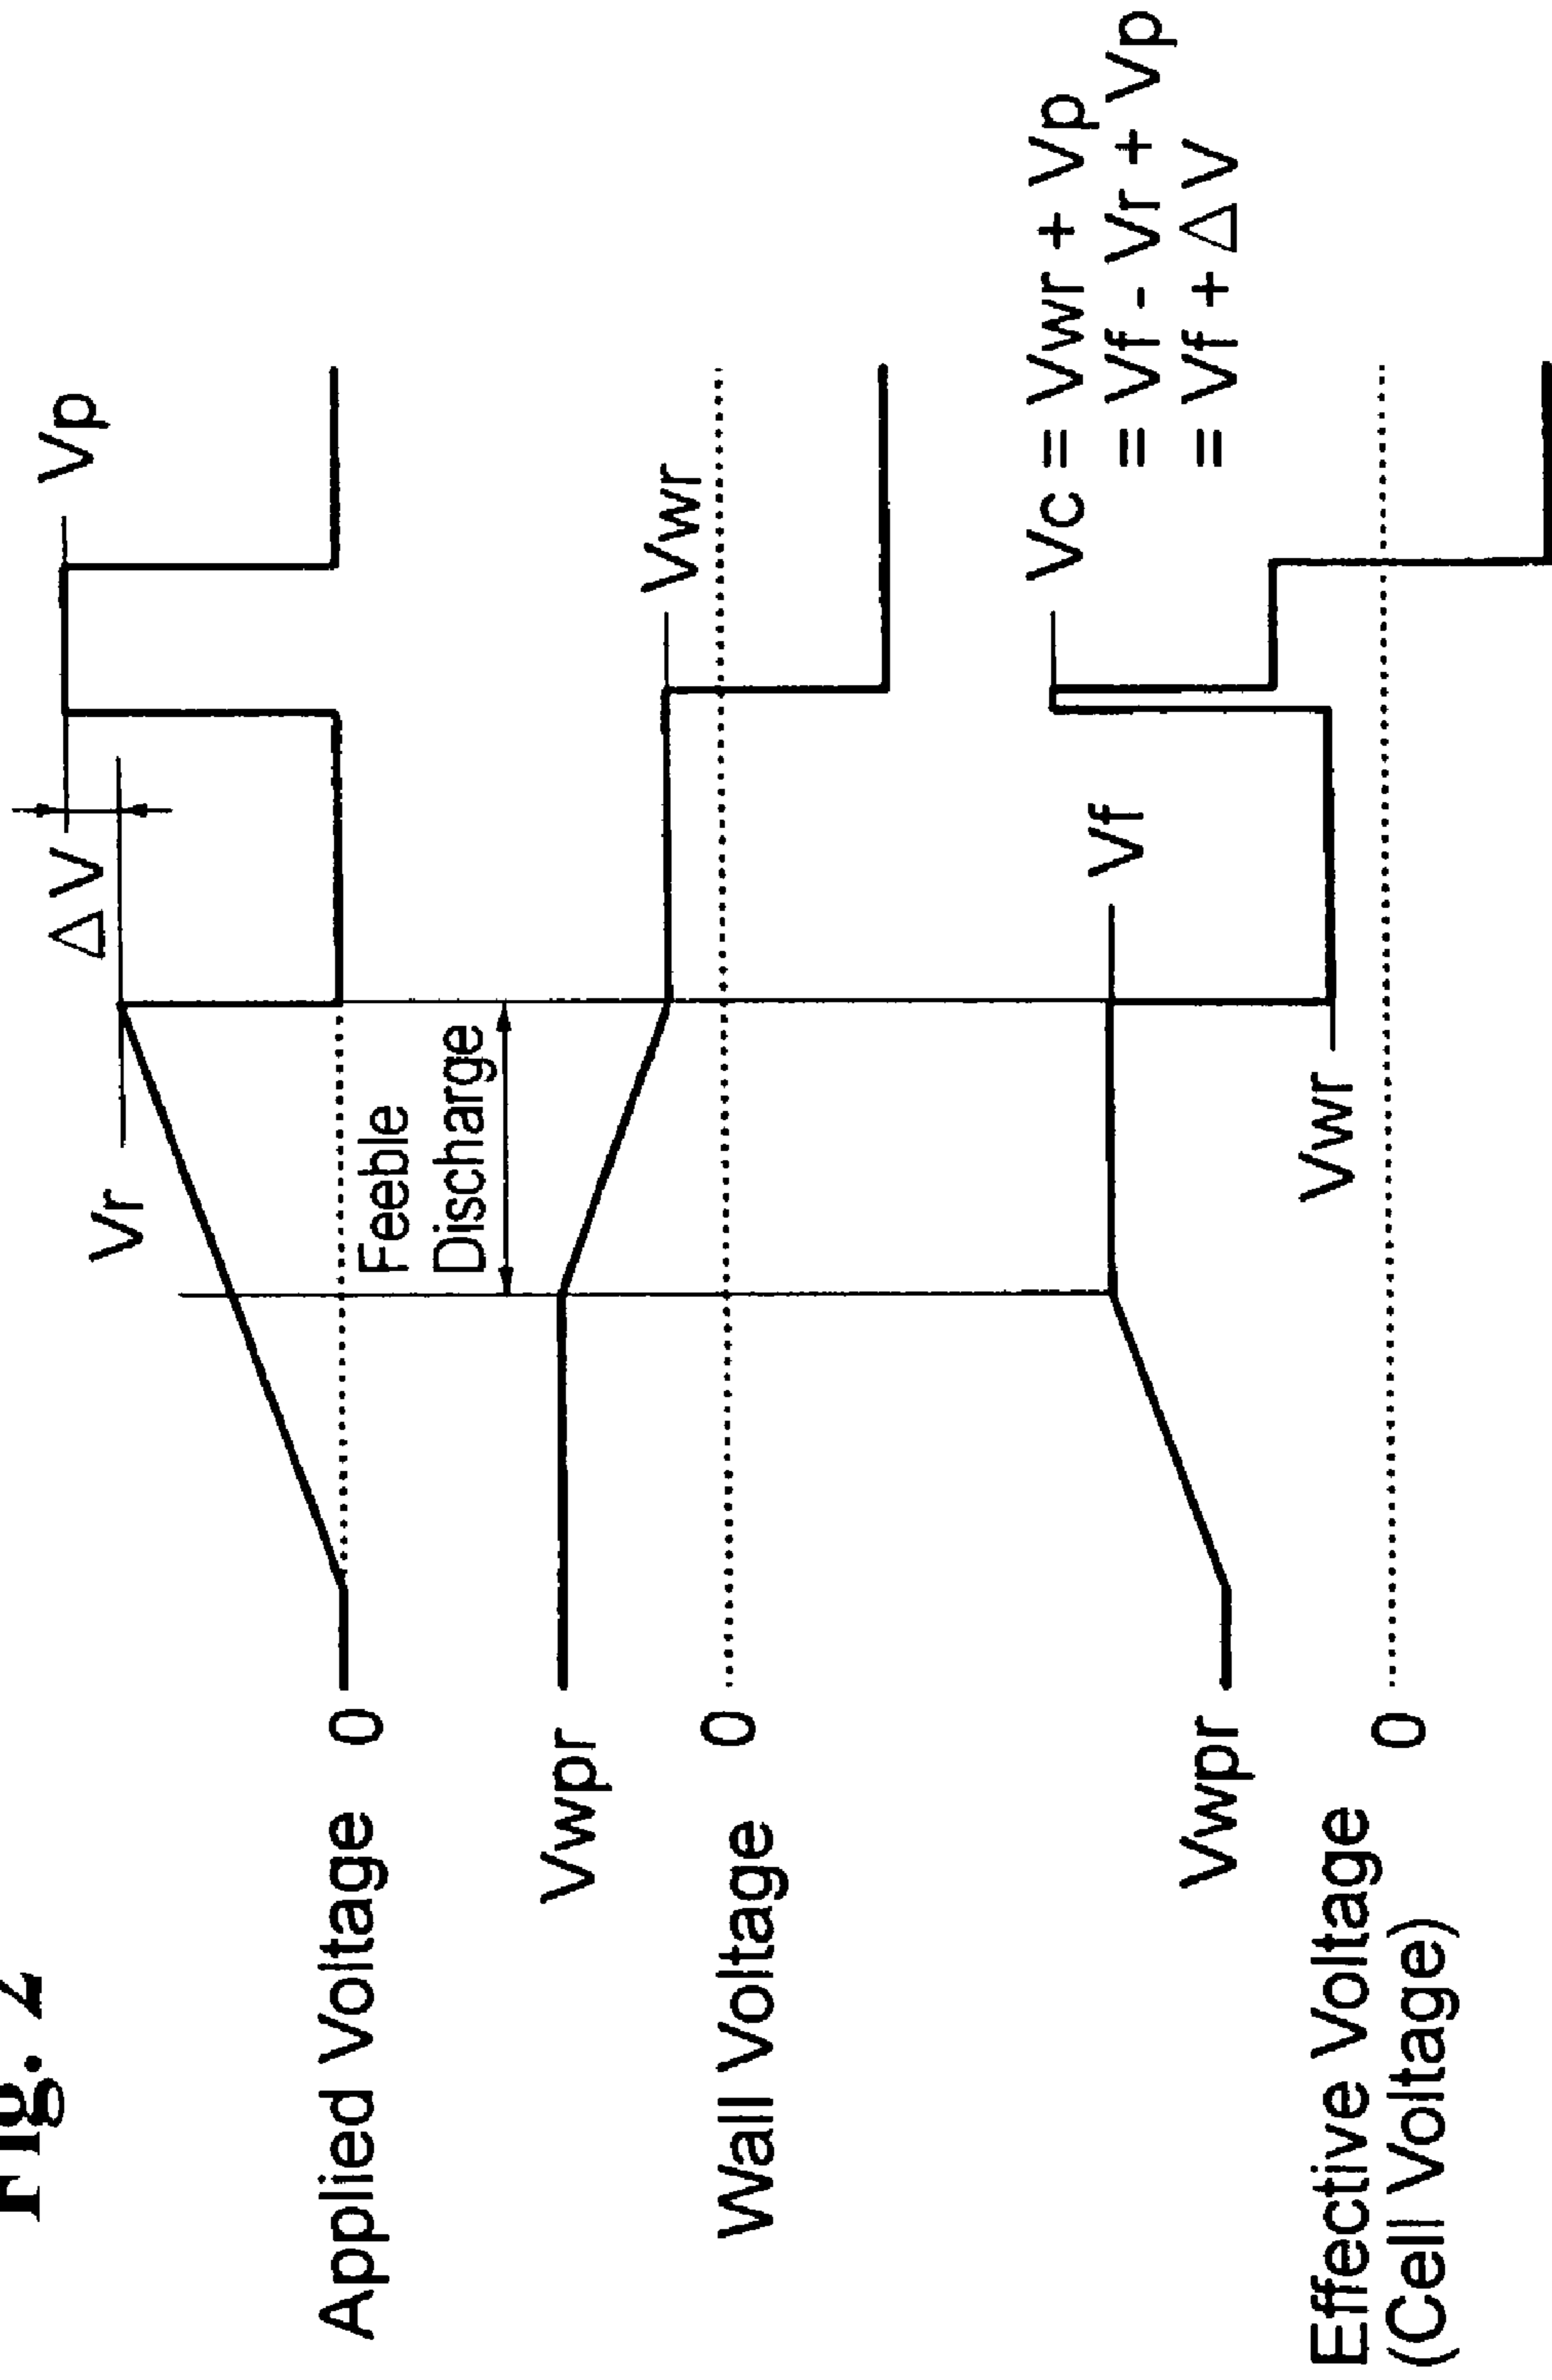 Fig. 2
Applied Voltage
0
Vr
ΔV
Vp
Feeble
Discharge
Vwpr
Wall Voltage
0
Vwr
Vwpr
Effective Voltage
(Cell Voltage)
0
Vwr
Vf
Vc = Vwr + Vp
= Vf - Vr + Vp
= Vf + ΔV